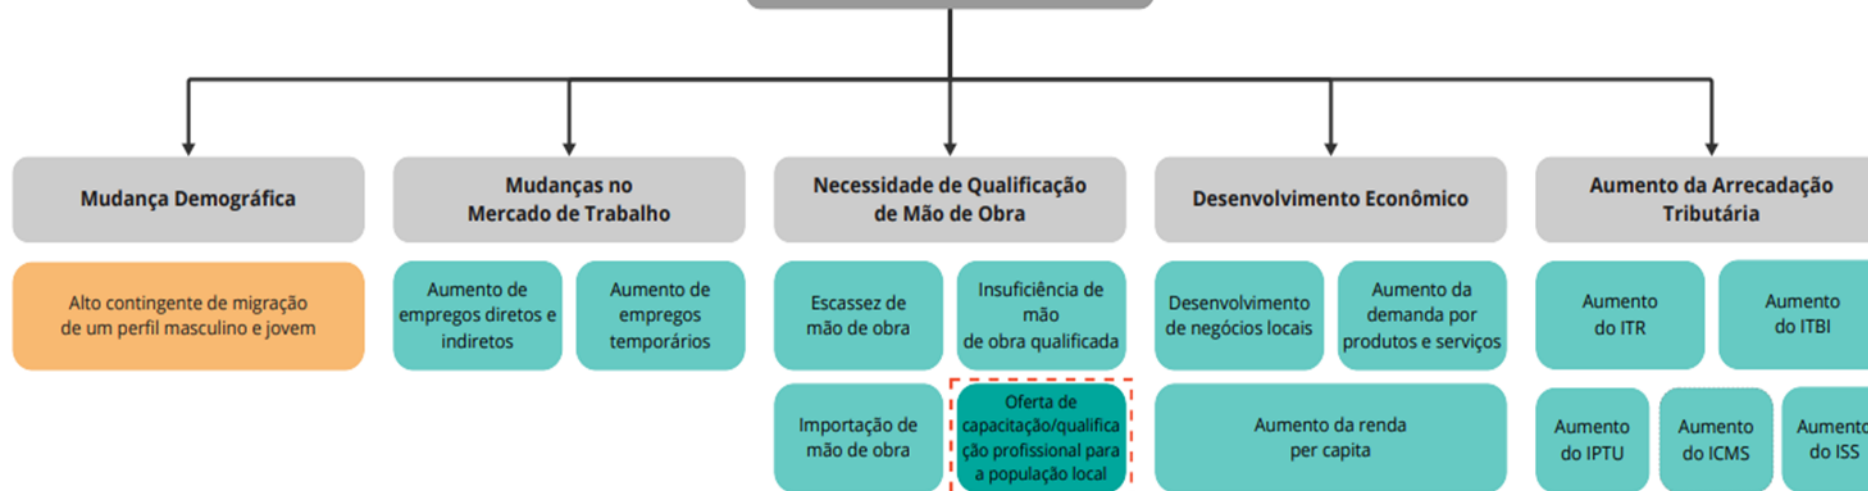 Mudança Demográfica
Mudanças no
Mercado de Trabalho
Necessidade de Qualificação
de Mão de Obra
Desenvolvimento Econômico
Aumento da Arrecadação
Tributária
Alto contingente de migração
de um perfil masculino e jovem
Aumento de
empregos diretos e
indiretos
Aumento de
empregos
temporários
Escassez de
mão de obra
Insuficiência de
mão
de obra qualificada
Desenvolvimento
de negócios locais
Aumento da
demanda por
produtos e serviços
Aumento
do ITR
Aumento
do ITBI
Importação de
mão de obra
Oferta de
capacitação/qualifica
ção profissional para
a população local
Aumento da renda
per capita
Aumento
do IPTU
Aumento
do ICMS
Aumento
do ISS